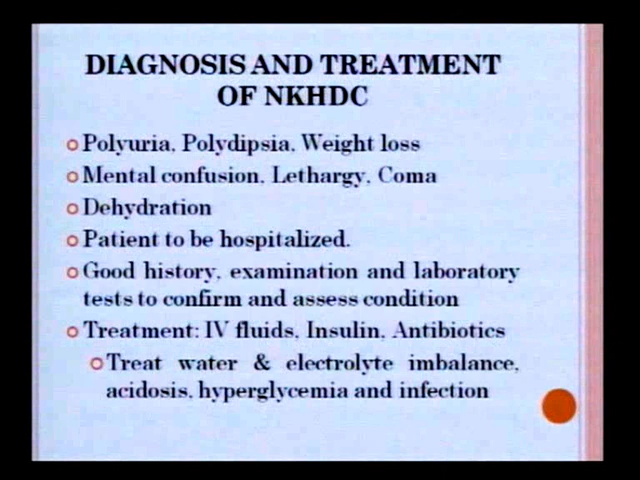 DIAGNOSIS AND TREATMENT
OF NKHDC
Polyuria, Polydipsia, Weight loss
Mental confusion, Lethargy, Coma
Dehydration
Patient to be hospitalized.
Good history, examination and laboratory
tests to confirm and assess condition
Treatment: IV fluids, Insulin, Antibiotics
Treat water & electrolyte imbalance,
acidosis, hyperglycemia and infection